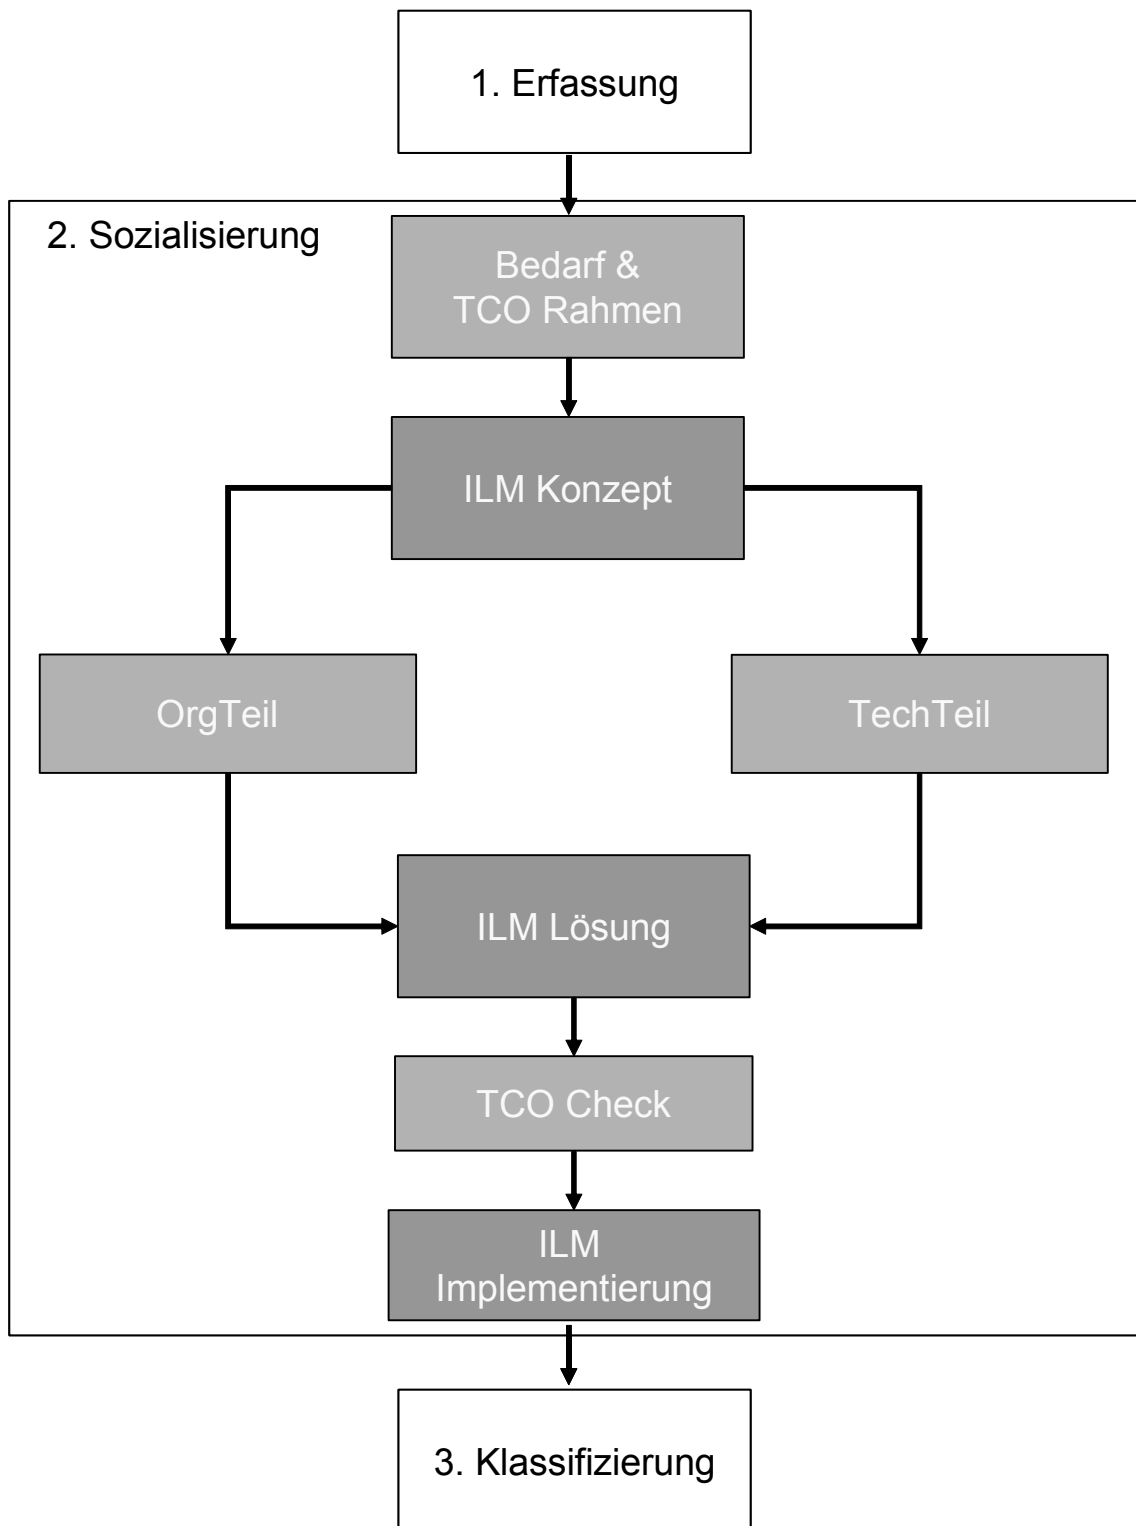 1. Erfassung
2. Sozialisierung
Bedarf &
TCO Rahmen
ILM Konzept
OrgTeil
TechTeil
ILM Lösung
TCO Check
ILM
Implementierung
3. Klassifizierung